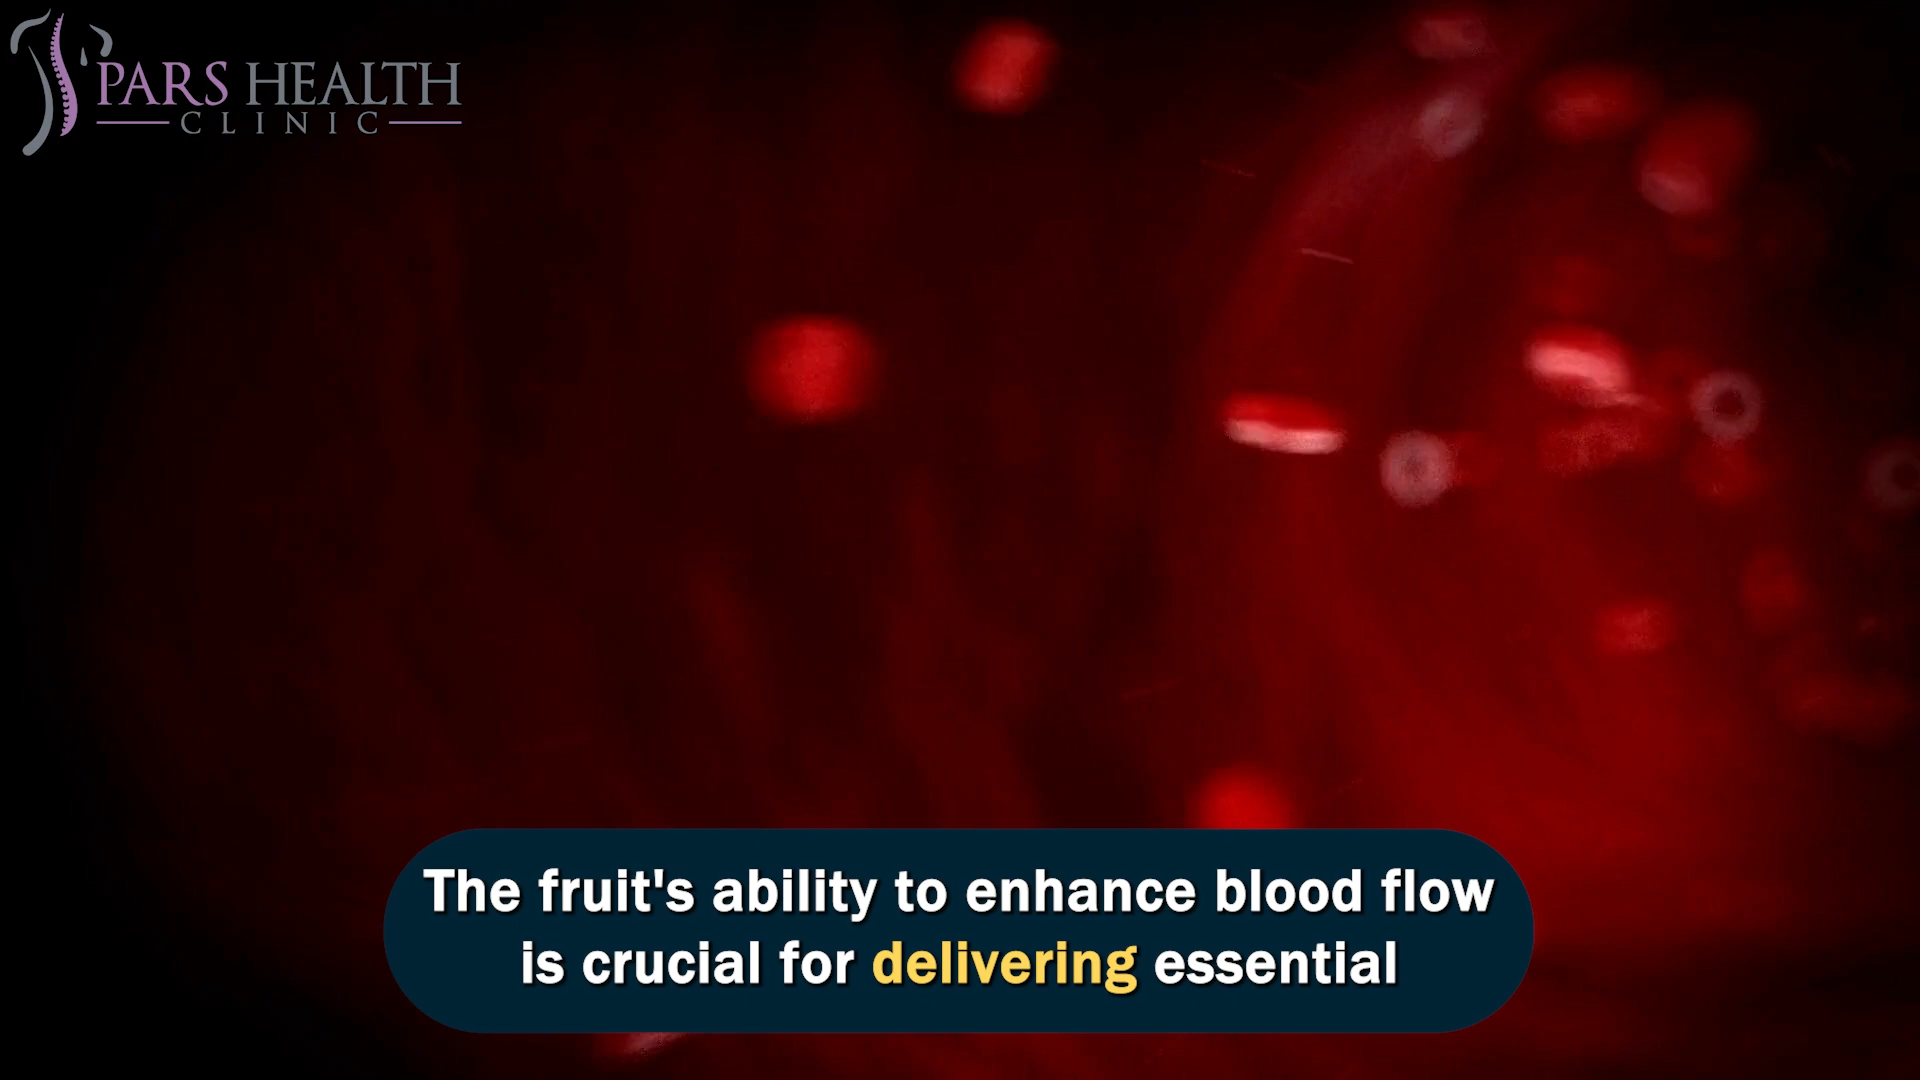 PARS HEALTH
CLINIC
The fruit's ability to enhance blood flow
is crucial for delivering essential